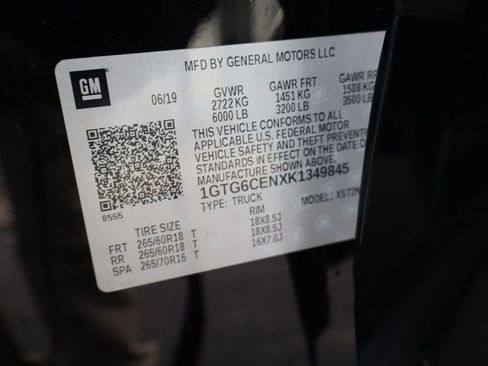 MFD BY GENERAL MOTORS LLC
GM
06/19
GVWR GAWR FRT GAWR RR
2722 KG 1451 KG 1588 KG
6000 LB 3200 LB 3500 LB
THIS VEHICLE CONFORMS TO ALL
APPLICABLE U.S. FEDERAL MOTOR
VEHICLE SAFETY AND THEFT PREVENTION
STANDARDS IN EFFECT ON THE DATE OF
MANUFACTURE SHOWN ABOVE.
1GTG6CENXK1349845
TYPE: TRUCK MODEL:
8555
TIRE SIZE RIM
FRT 265/60R18 T 18X8.5J
RR 265/60R18 T 18X8.5J
SPA 265/70R16 T 16X7.0J